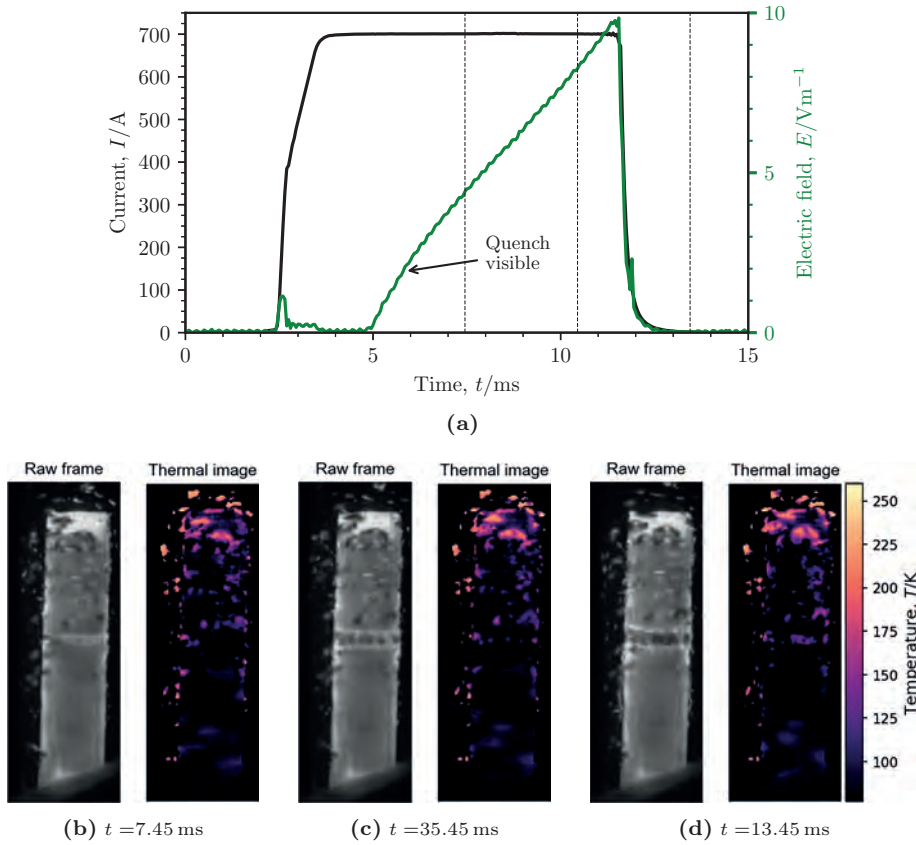 700
600
500
400
300
200
100
0
Current, I/A
10
5
0
Electric field, E/Vm⁻¹
Quench
visible
0
5
10
15
Time, t/ms
(a)
Raw frame
Thermal image
Raw frame
Thermal image
Raw frame
Thermal image
250
225
200
175
150
125
100
Temperature, T/K
(b) t =7.45 ms
(c) t =35.45 ms
(d) t =13.45 ms